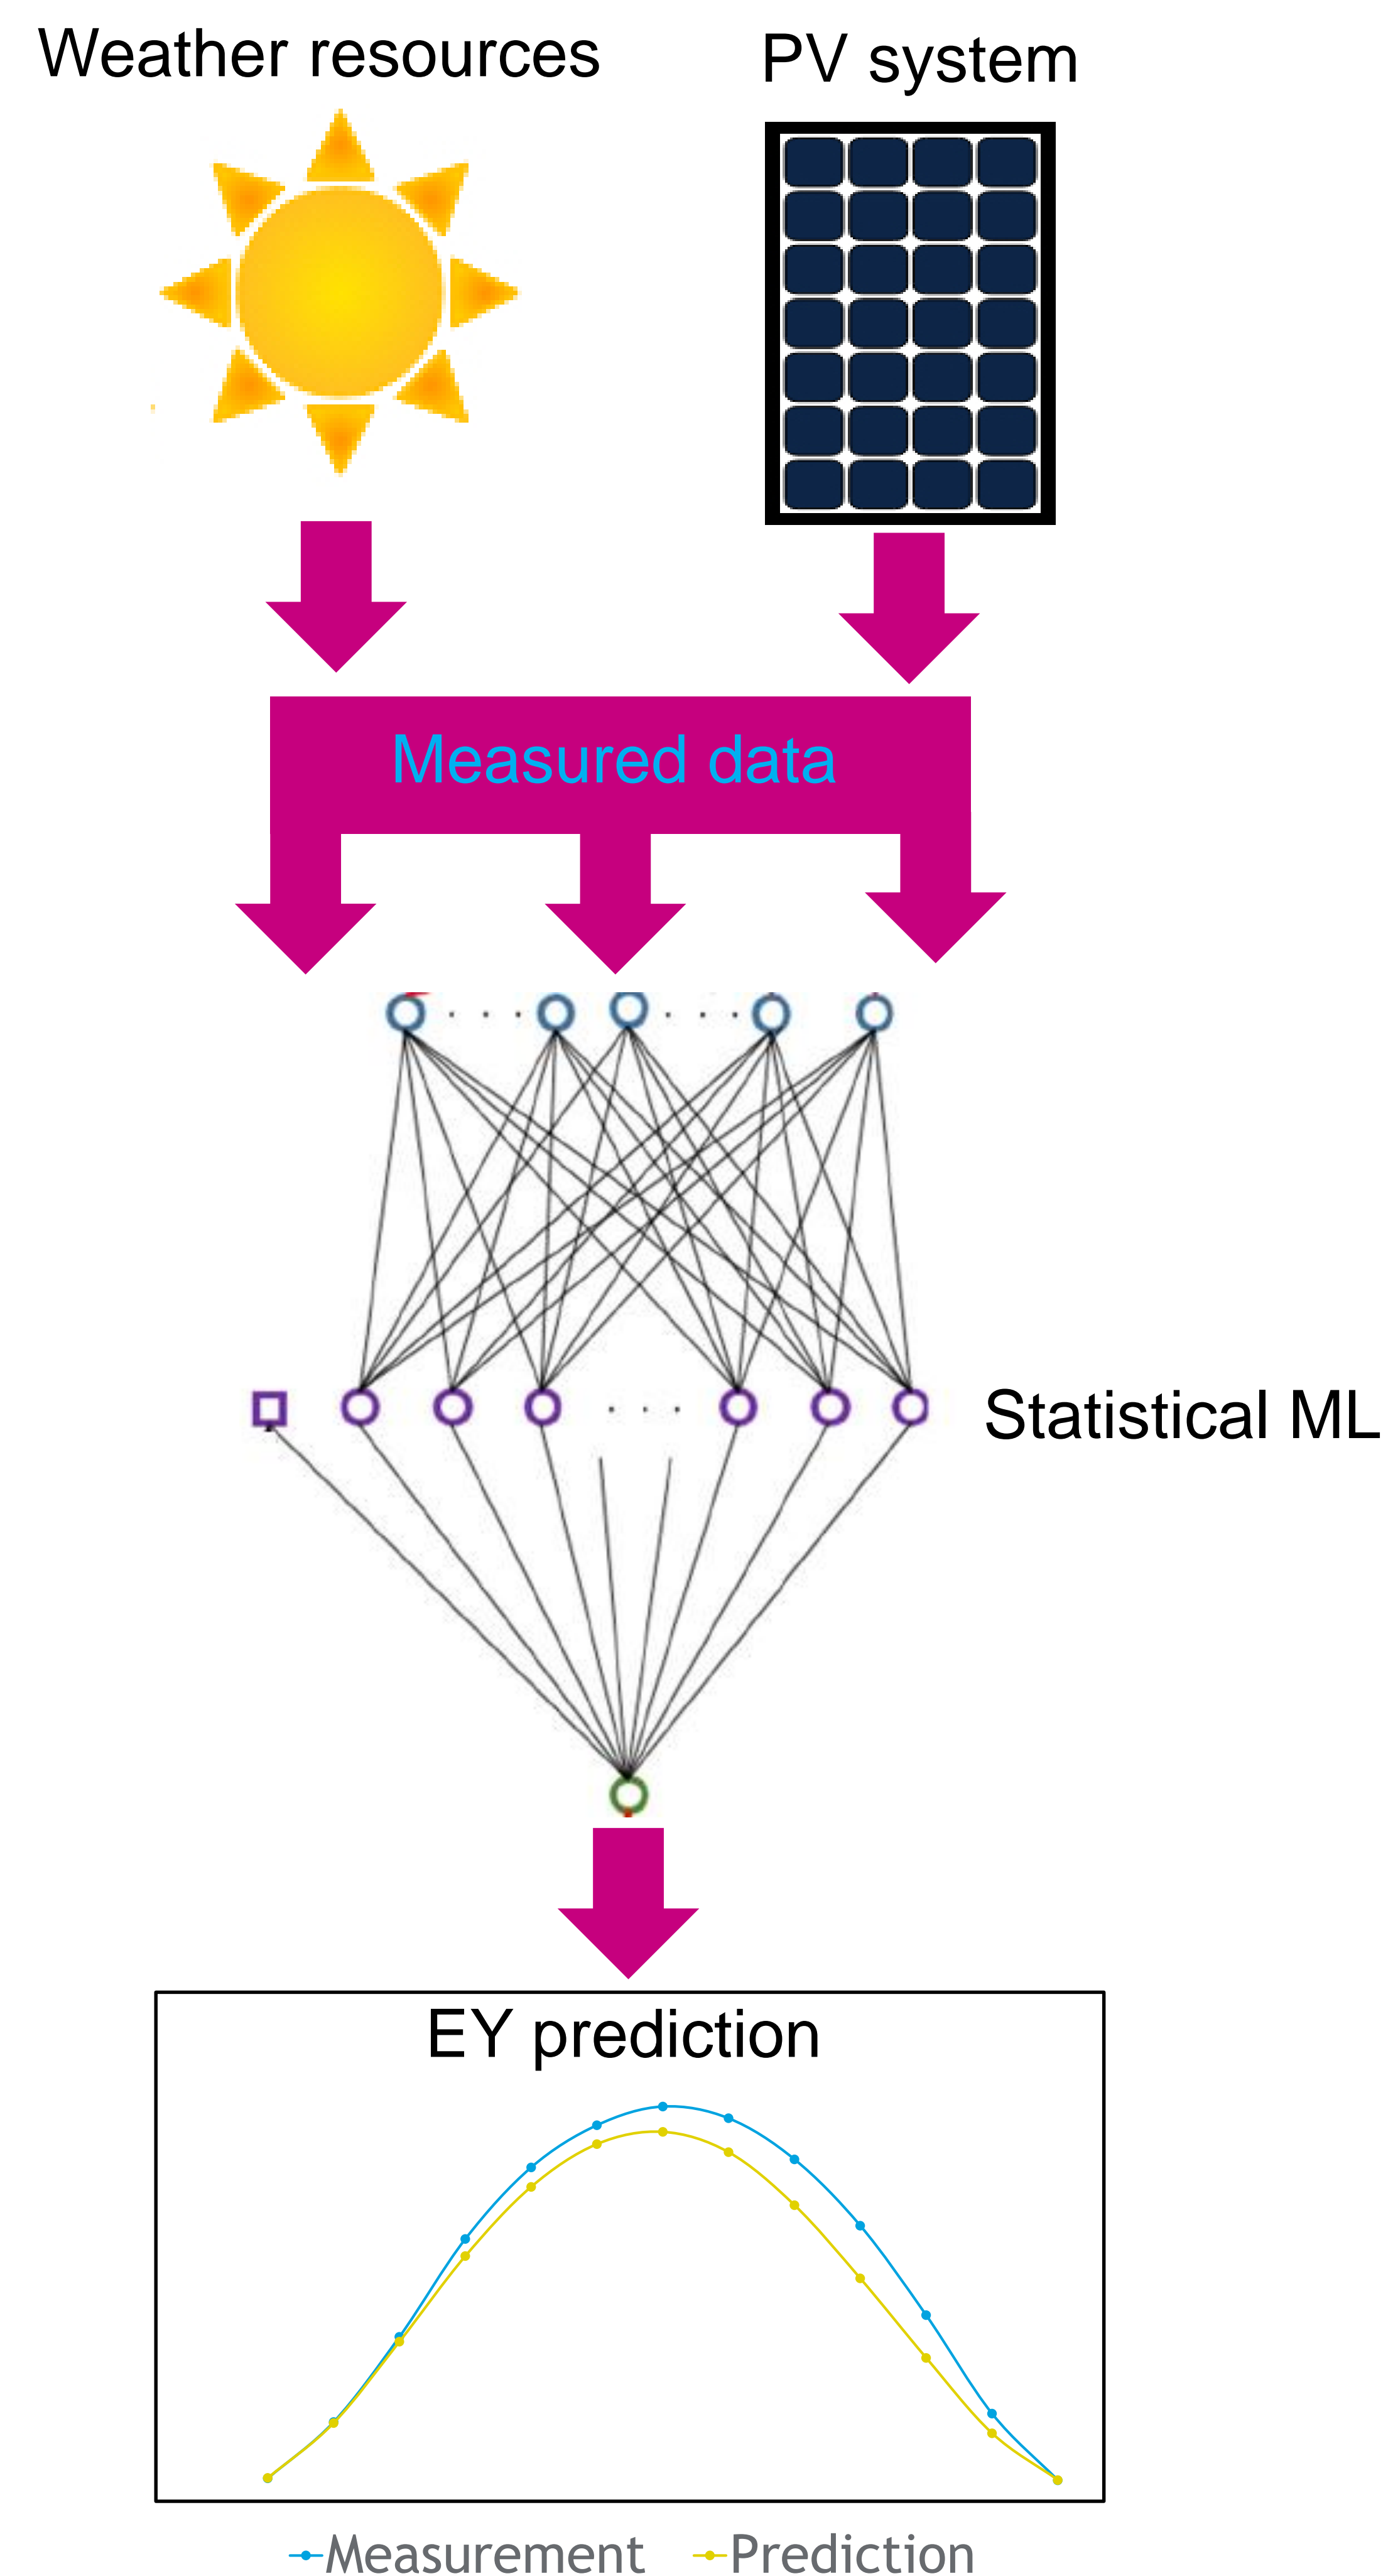 Weather resources
PV system
Measured data
Statistical ML
EY prediction
Measurement
Prediction